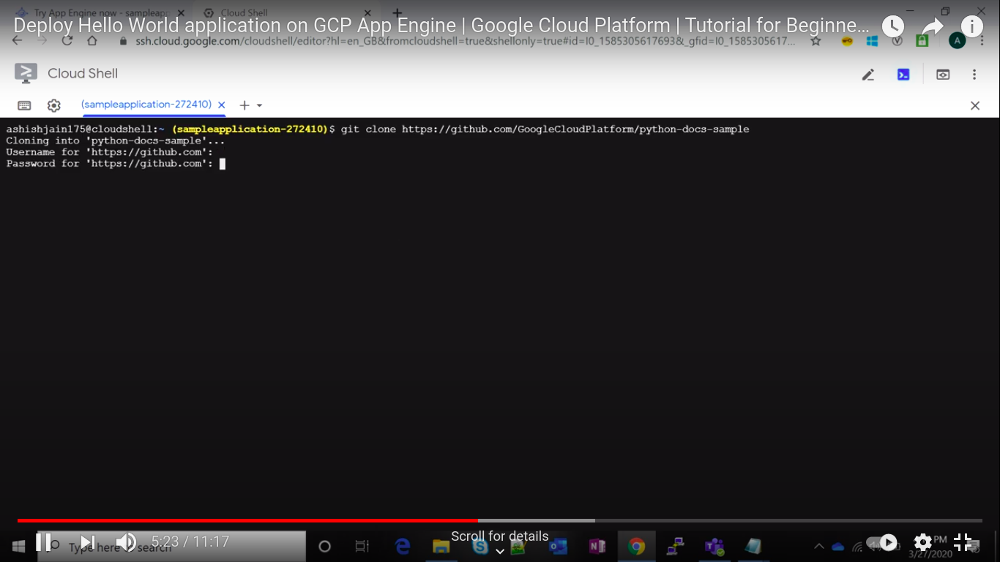 Try App Engine now - sampleapp
Cloud Shell
Deploy Hello World application on GCP App Engine | Google Cloud Platform | Tutorial for Beginne...
ssh.cloud.google.com/cloudshell/editor?hl=en_GB&fromcloudshell=true&shellonly=true#id=I0_1585305617693&_gfid=I0_1585305617...
A
Cloud Shell
(sampleapplication-272410)
ashishjain175@cloudshell:~ (sampleapplication-272410)$ git clone https://github.com/GoogleCloudPlatform/python-docs-sample
Cloning into 'python-docs-sample'...
Username for 'https://github.com':
Password for 'https://github.com':
Scroll for details
Type here to search
5:23 / 11:17
PM
3/27/2020